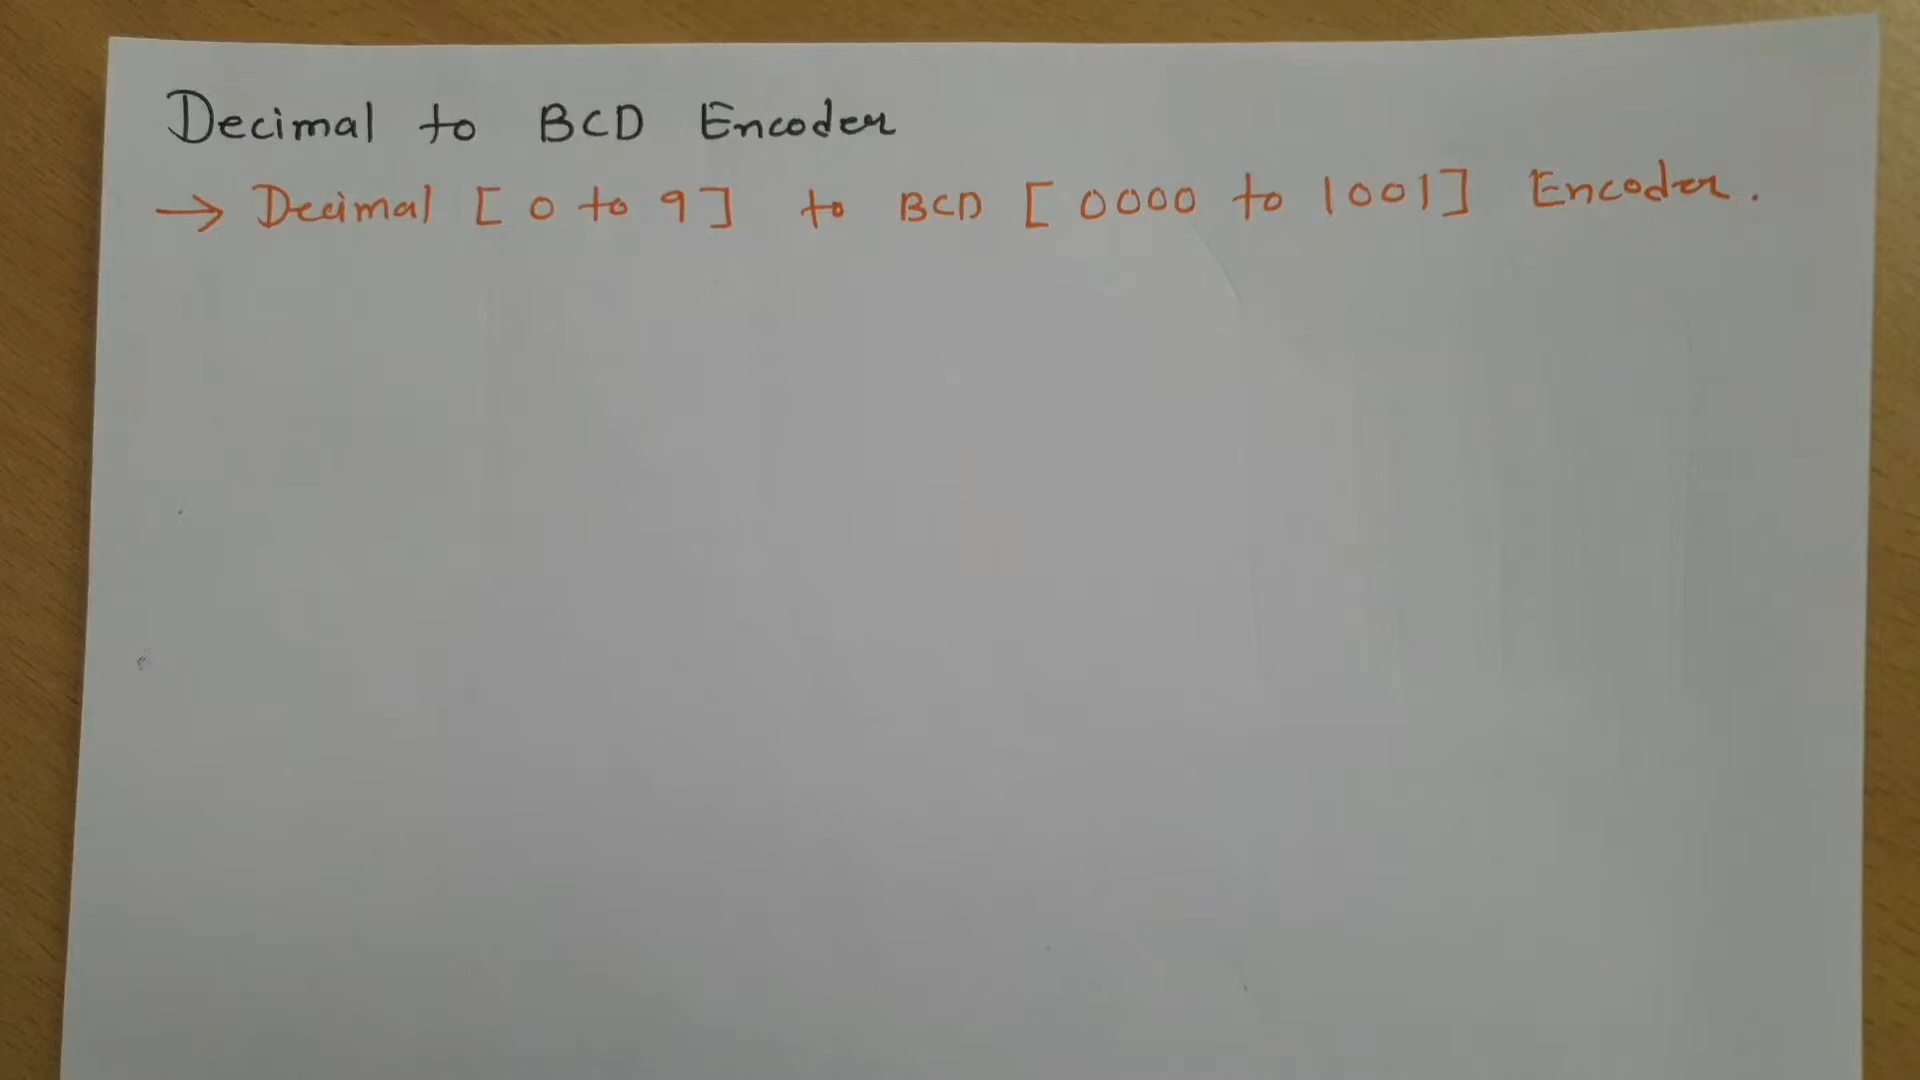 Decimal to BCD Encoder
→ Decimal [ 0 to 9 ] to BCD [ 0000 to 1001 ] Encoder.